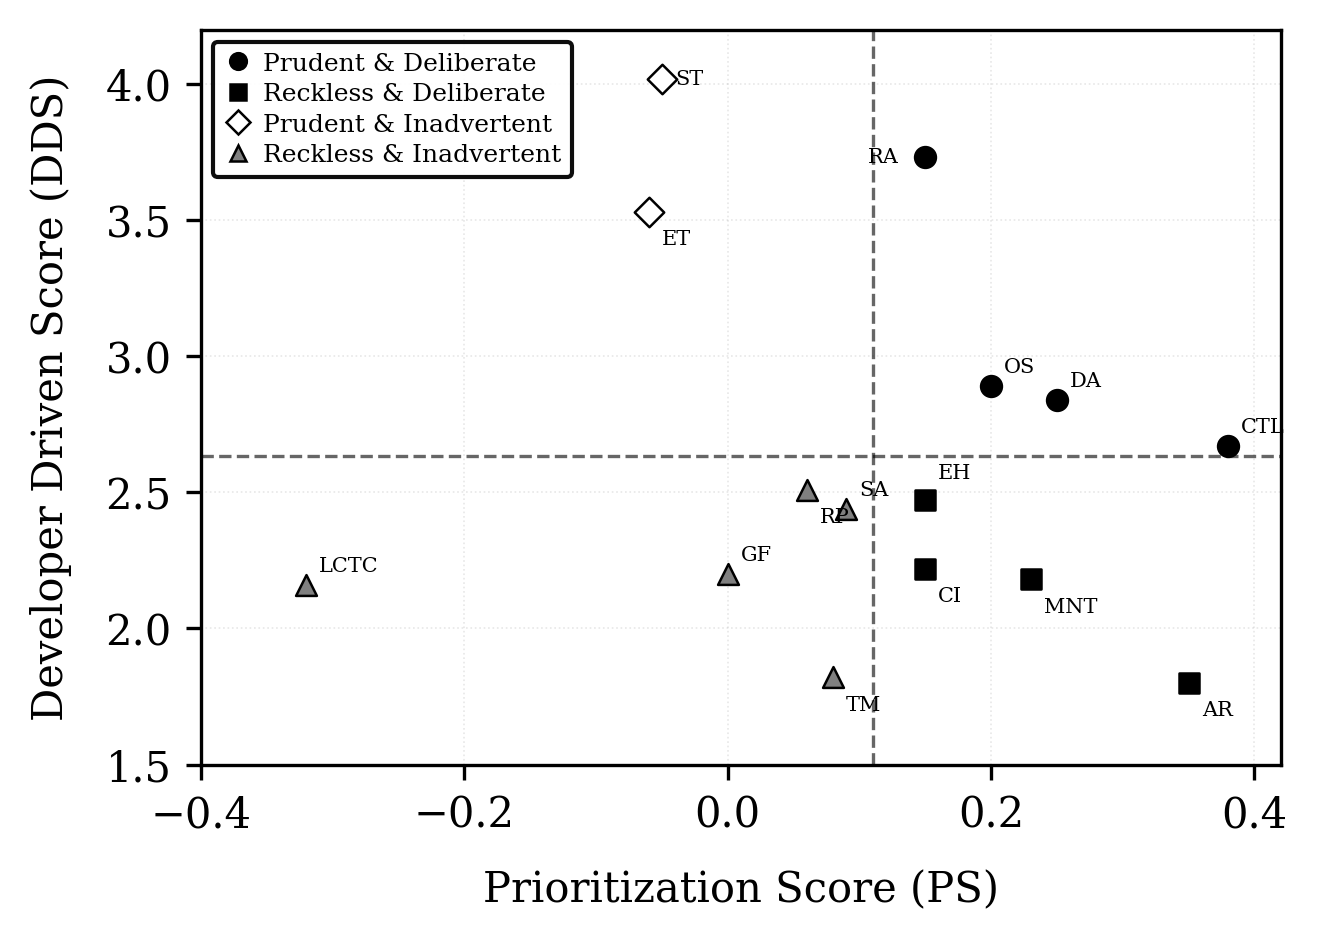 Prudent & Deliberate
Reckless & Deliberate
Prudent & Inadvertent
Reckless & Inadvertent
ST
RA
ET
OS
DA
CTL
EH
SA
RP
GF
LCTC
CI
MNT
TM
AR
4.0
3.5
3.0
2.5
2.0
1.5
−0.4
−0.2
0.0
0.2
0.4
Developer Driven Score (DDS)
Prioritization Score (PS)